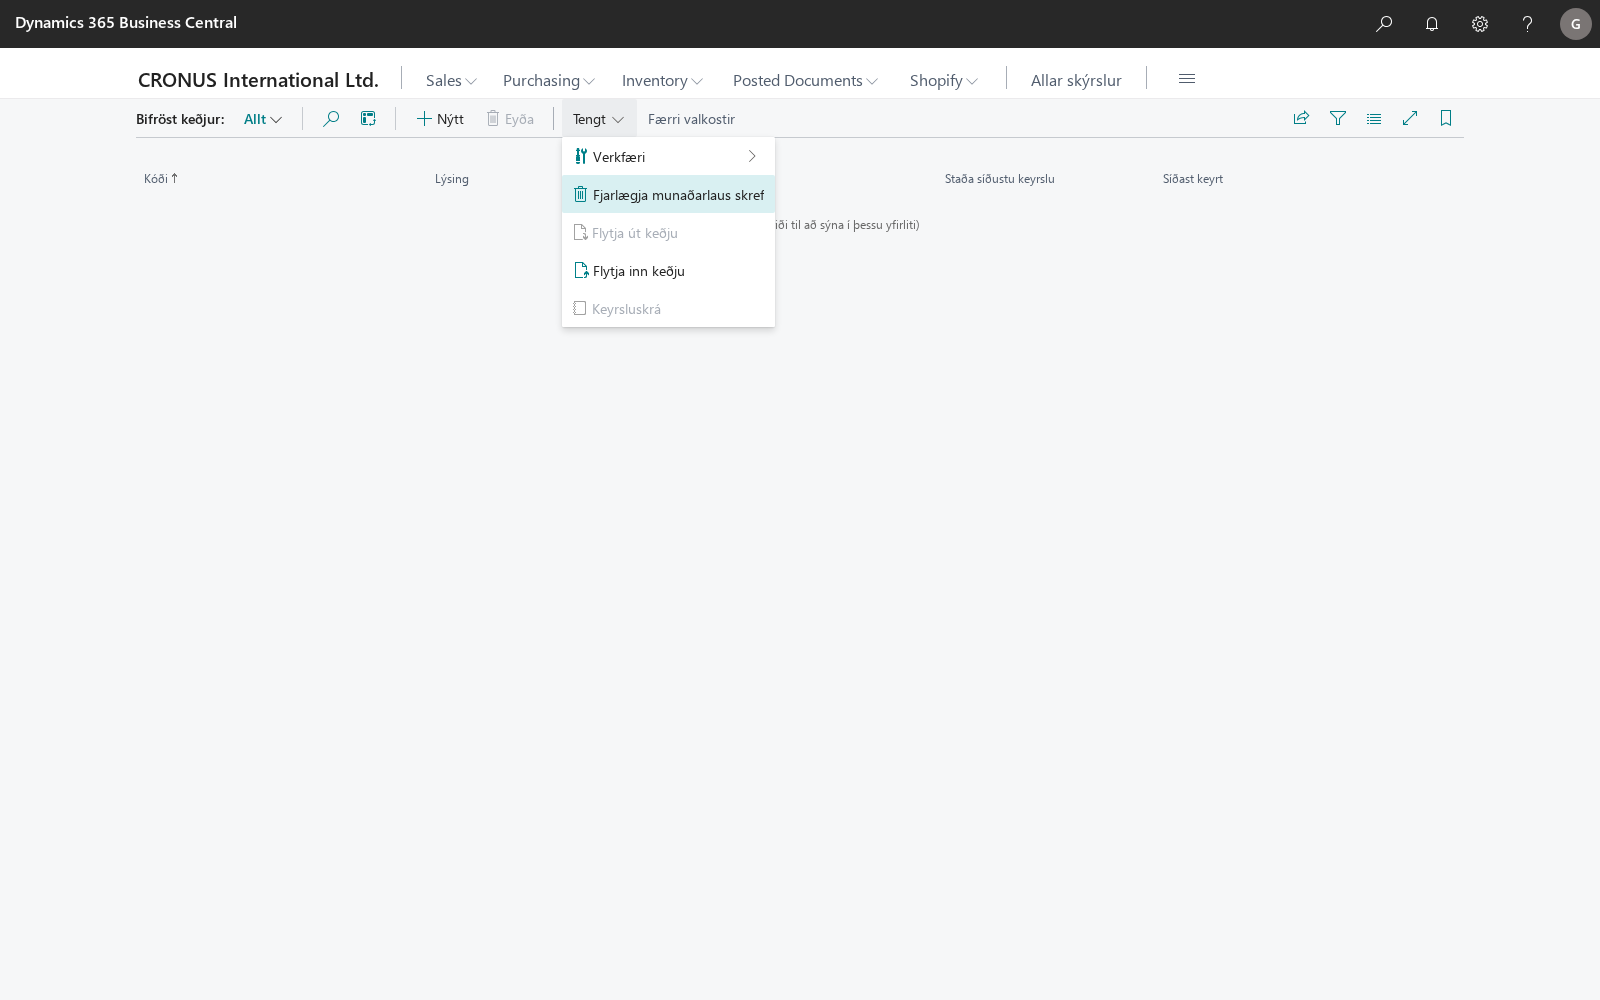 Dynamics 365 Business Central
G
CRONUS International Ltd.
Sales
Purchasing
Inventory
Posted Documents
Shopify
Allar skýrslur
Bifröst keðjur:
Allt
Nýtt
Eyða
Tengt
Færri valkostir
Verkfæri
Fjarlægja munaðarlaus skref
Flytja út keðju
Flytja inn keðju
Keyrsluskrá
Kóði ↑
Lýsing
Staða síðustu keyrslu
Síðast keyrt
til að sýna í þessu yfirliti)